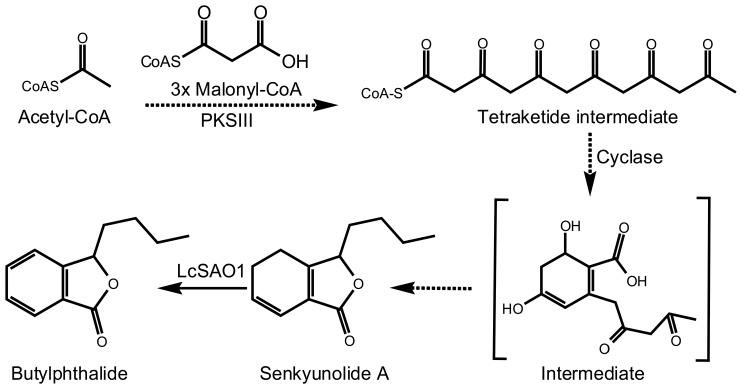 O
CoAS
Acetyl-CoA
O O
CoAS OH
3x Malonyl-CoA
PKSIII
O O O O O O
CoA-S
Tetraketide intermediate
Cyclase
OH
O
OH
HO
O O
Intermediate
O
O
Senkyunolide A
LcSAO1
O
O
Butylphthalide